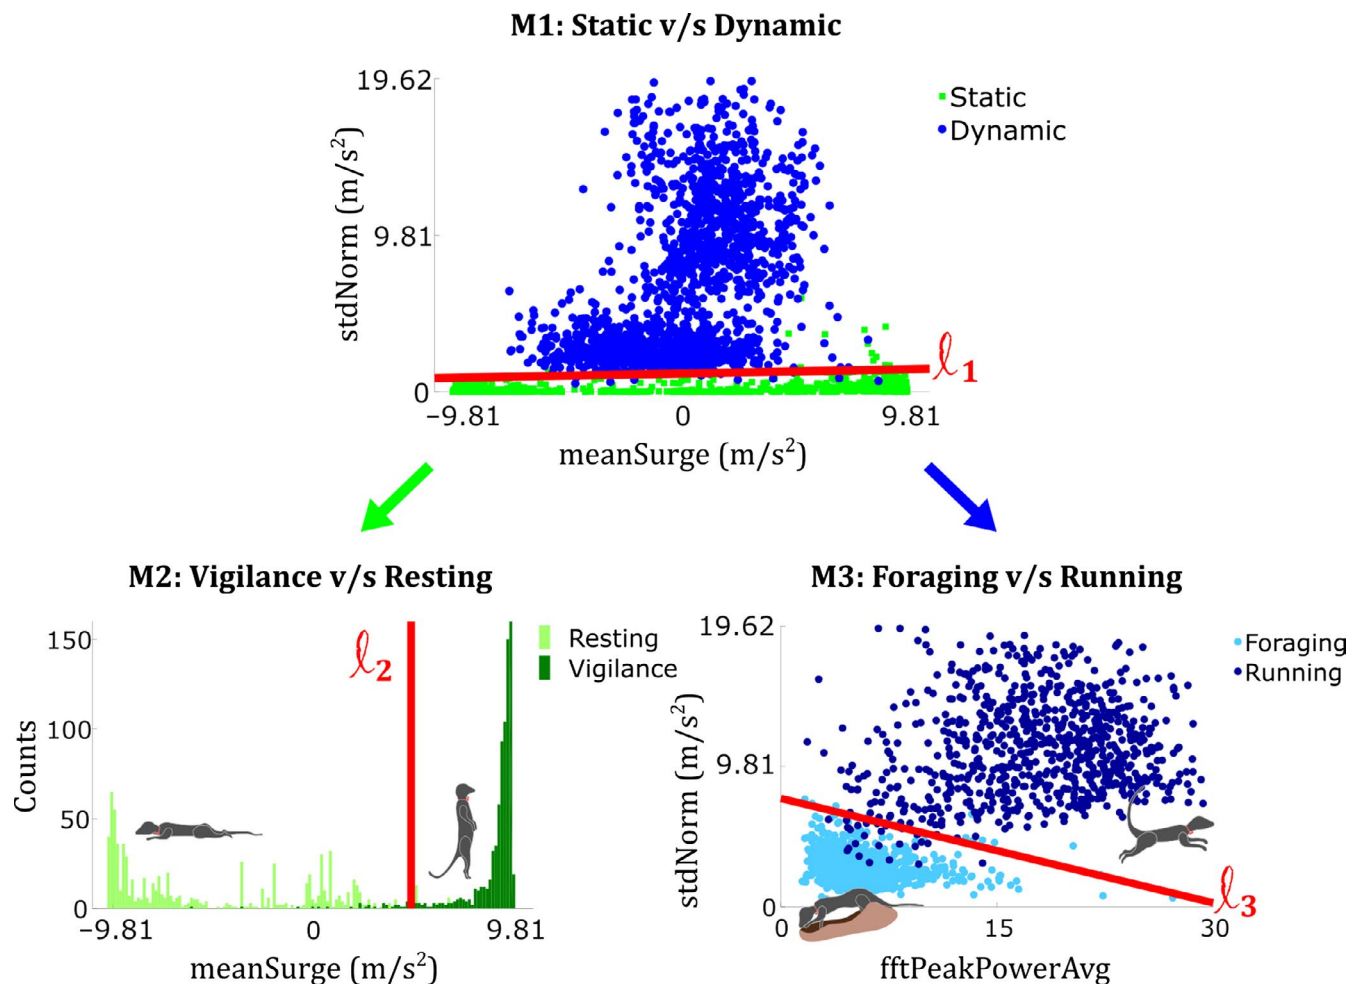 M1: Static v/s Dynamic
19.62
9.81
0
stdNorm (m/s²)
Static
Dynamic
ℓ1
−9.81
0
9.81
meanSurge (m/s²)
M2: Vigilance v/s Resting
150
100
50
0
Counts
ℓ2
Resting
Vigilance
−9.81
0
9.81
meanSurge (m/s²)
M3: Foraging v/s Running
19.62
9.81
0
stdNorm (m/s²)
Foraging
Running
ℓ3
0
15
30
fftPeakPowerAvg